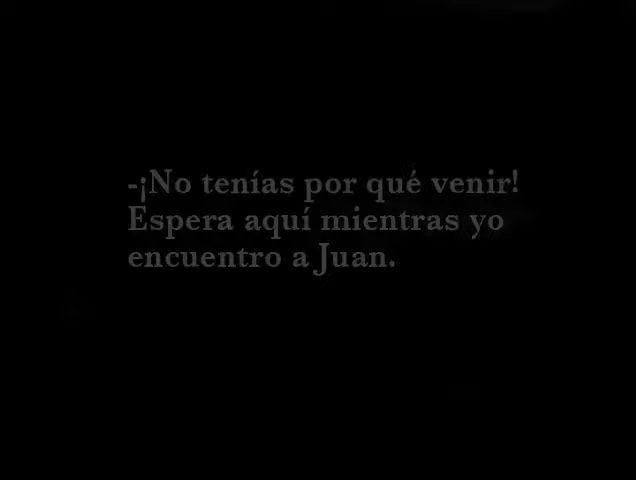 -¡No tenías por qué venir!
Espera aquí mientras yo
encuentro a Juan.